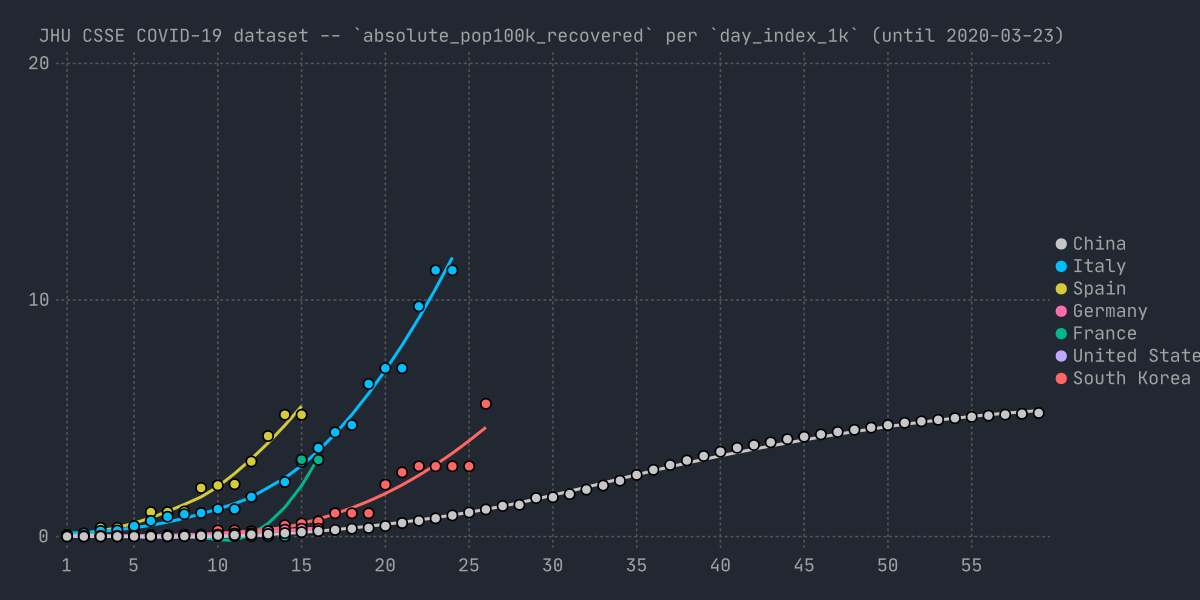 JHU CSSE COVID-19 dataset -- `absolute_pop100k_recovered` per `day_index_1k` (until 2020-03-23)
20
10
0
1 5 10 15 20 25 30 35 40 45 50 55
China
Italy
Spain
Germany
France
United State
South Korea